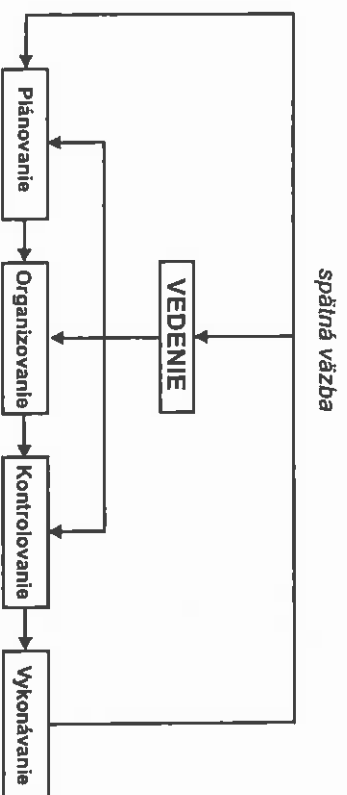 spätná väzba
VEDENIE
Plánovanie
Organizovanie
Kontrolovanie
Vykonávanie